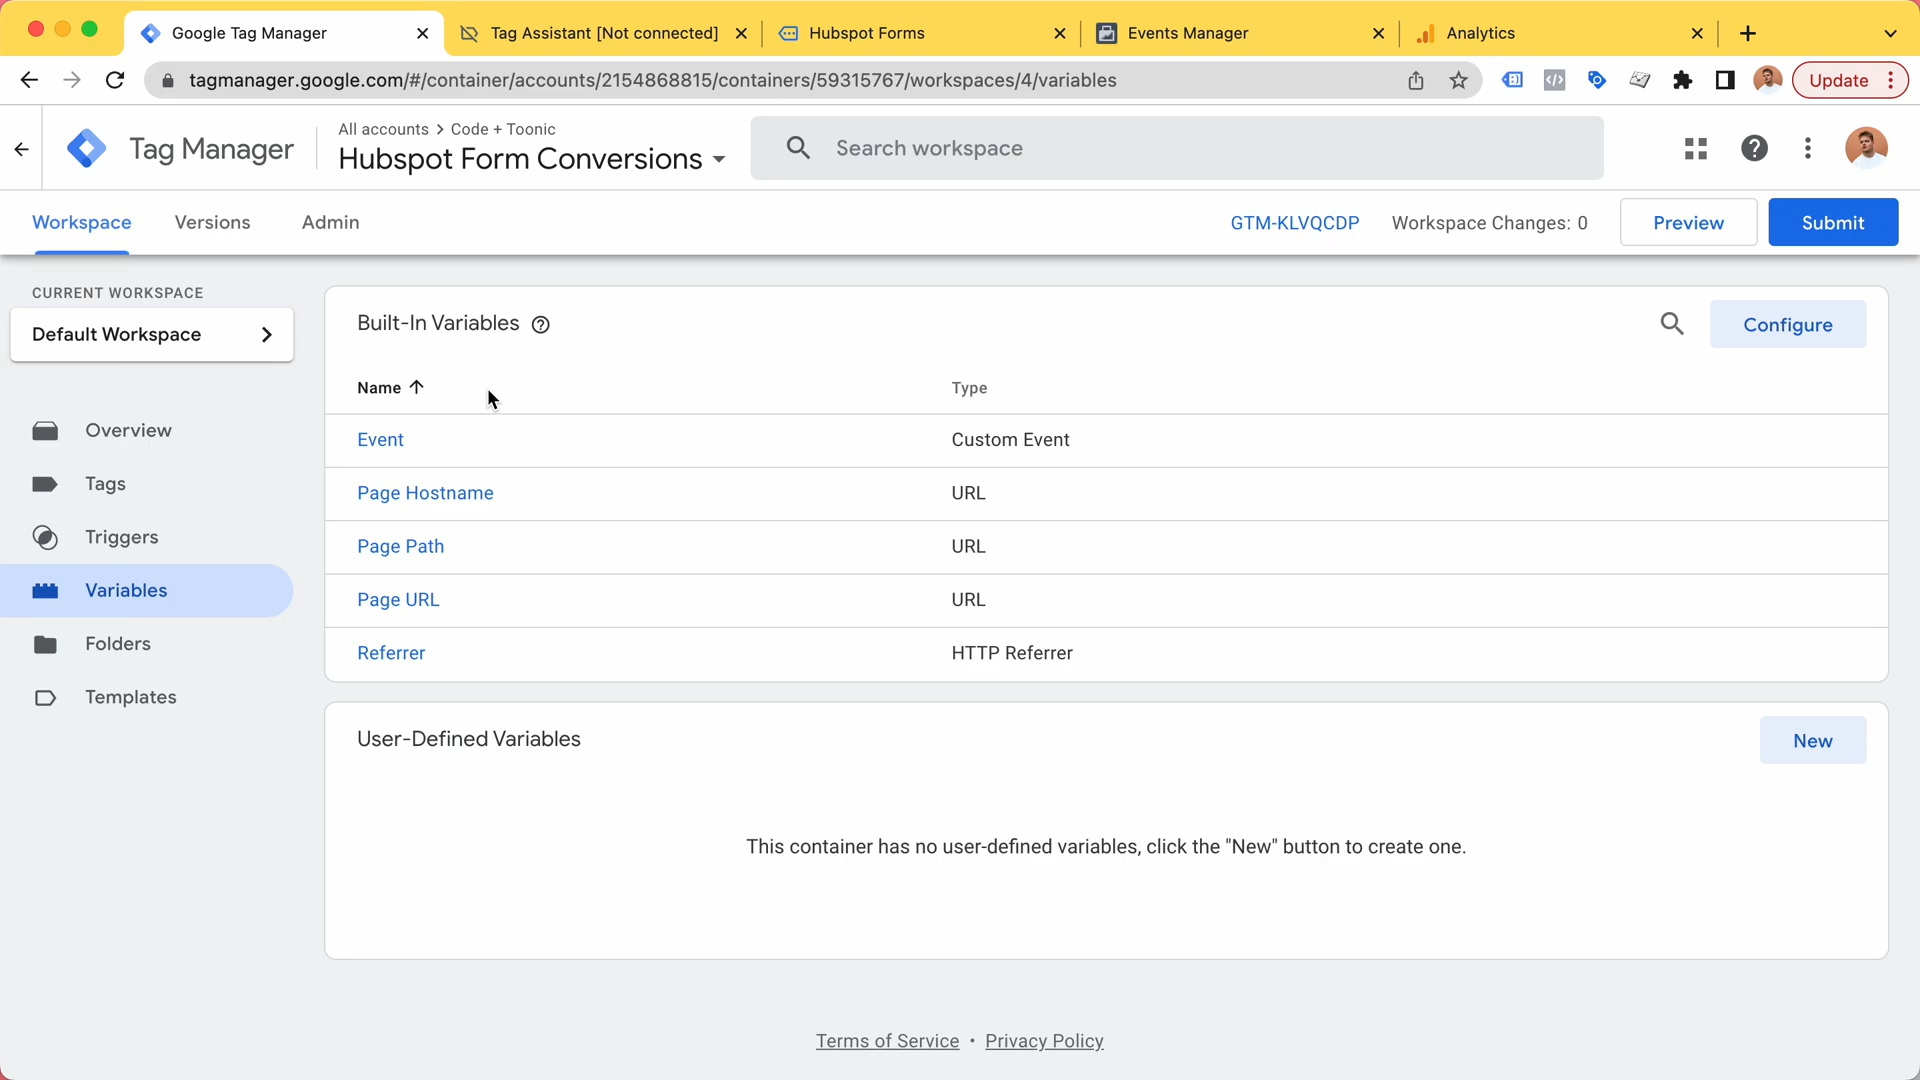 Google Tag Manager
Tag Assistant [Not connected]
Hubspot Forms
Events Manager
Analytics
tagmanager.google.com/#/container/accounts/2154868815/containers/59315767/workspaces/4/variables
Update
Tag Manager
All accounts > Code + Toonic
Hubspot Form Conversions
Search workspace
Workspace
Versions
Admin
GTM-KLVQCDP
Workspace Changes: 0
Preview
Submit
CURRENT WORKSPACE
Default Workspace
Overview
Tags
Triggers
Variables
Folders
Templates
Built-In Variables
Configure
Name
Type
Event
Custom Event
Page Hostname
URL
Page Path
URL
Page URL
URL
Referrer
HTTP Referrer
User-Defined Variables
New
This container has no user-defined variables, click the "New" button to create one.
Terms of Service • Privacy Policy